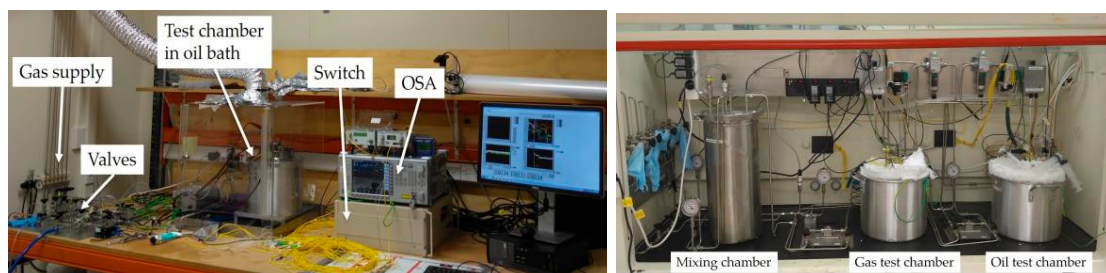 Test chamber
in oil bath
Gas supply
Switch
OSA
Valves
Mixing chamber
Gas test chamber
Oil test chamber